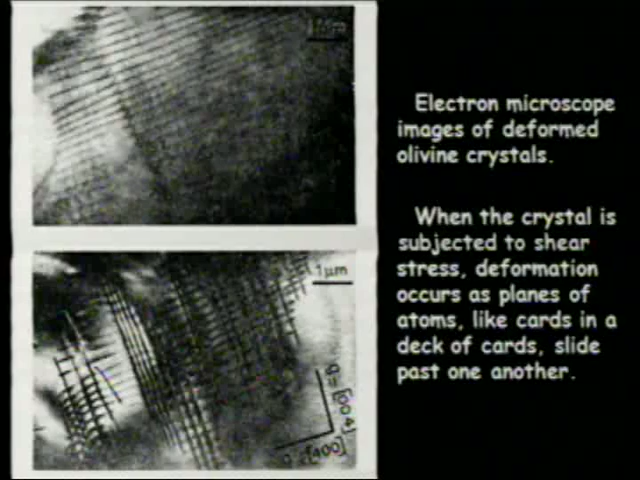 Electron microscope
images of deformed
olivine crystals.
When the crystal is
subjected to shear
stress, deformation
occurs as planes of
atoms, like cards in a
deck of cards, slide
past one another.
1μm
g=[004]
[400]